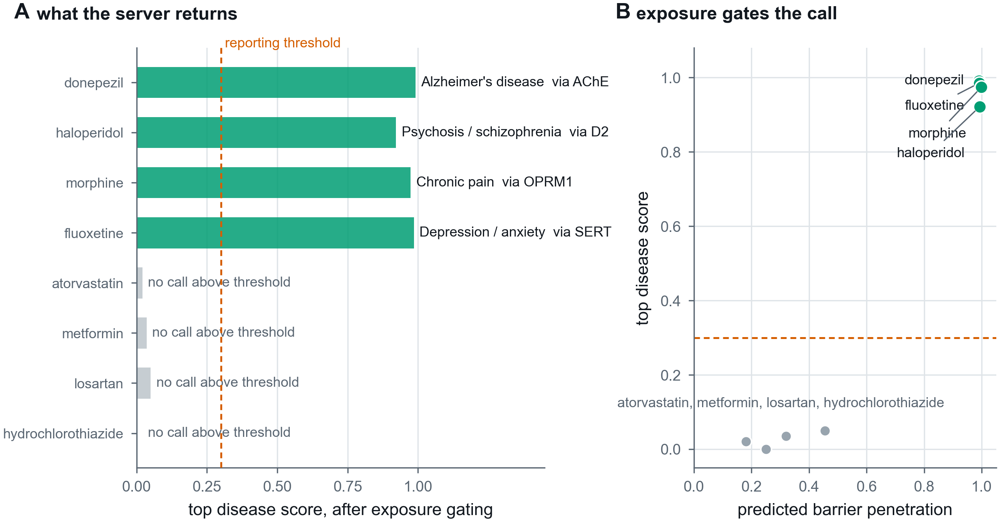 A what the server returns
reporting threshold
donepezil
Alzheimer's disease via AChE
haloperidol
Psychosis / schizophrenia via D2
morphine
Chronic pain via OPRM1
fluoxetine
Depression / anxiety via SERT
atorvastatin
no call above threshold
metformin
no call above threshold
losartan
no call above threshold
hydrochlorothiazide
no call above threshold
0.00 0.25 0.50 0.75 1.00
top disease score, after exposure gating
B exposure gates the call
top disease score
1.0
0.8
0.6
0.4
0.2
0.0
donepezil
fluoxetine
morphine
haloperidol
atorvastatin, metformin, losartan, hydrochlorothiazide
0.0 0.2 0.4 0.6 0.8 1.0
predicted barrier penetration